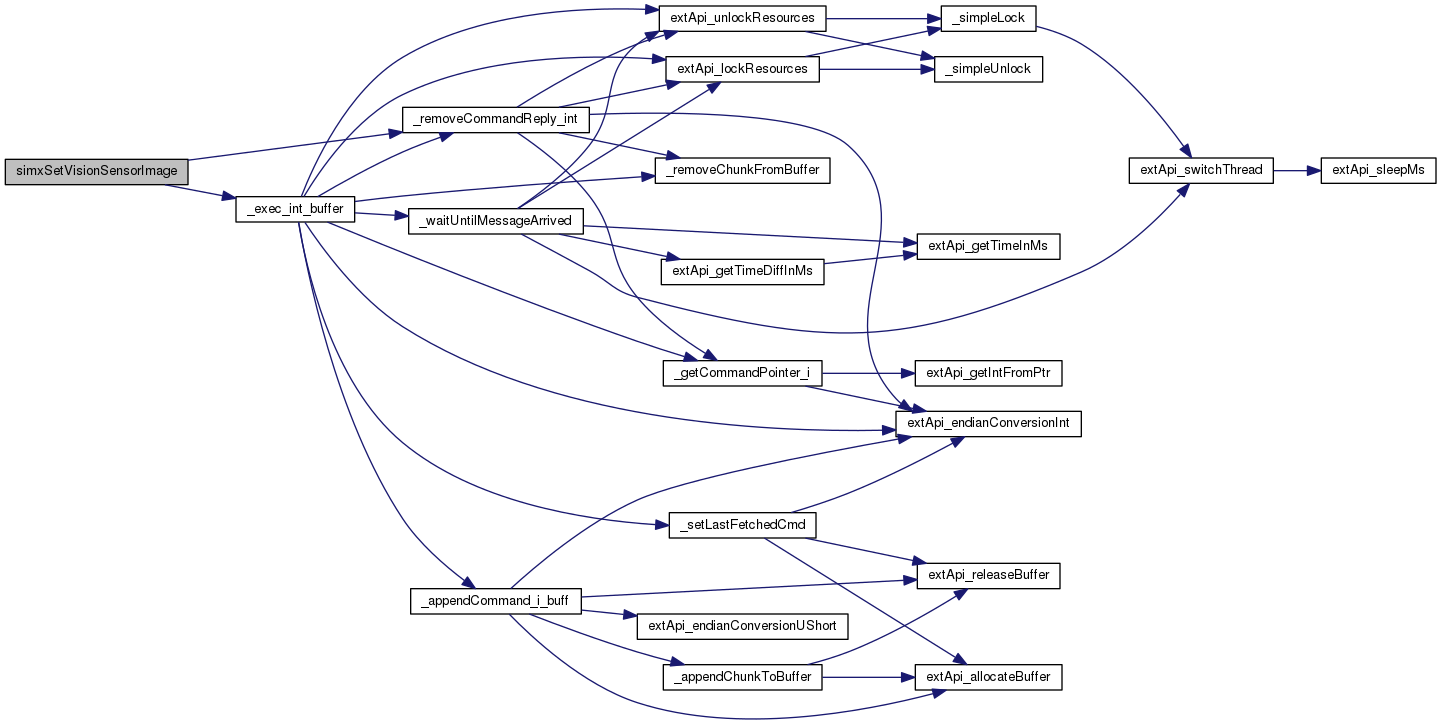 simxSetVisionSensorImage
_exec_int_buffer
_removeCommandReply_int
_waitUntilMessageArrived
_appendCommand_i_buff
extApi_unlockResources
extApi_lockResources
_removeChunkFromBuffer
extApi_getTimeDiffInMs
_getCommandPointer_i
_setLastFetchedCmd
extApi_endianConversionUShort
_appendChunkToBuffer
_simpleLock
_simpleUnlock
extApi_getTimeInMs
extApi_getIntFromPtr
extApi_endianConversionInt
extApi_releaseBuffer
extApi_allocateBuffer
extApi_switchThread
extApi_sleepMs